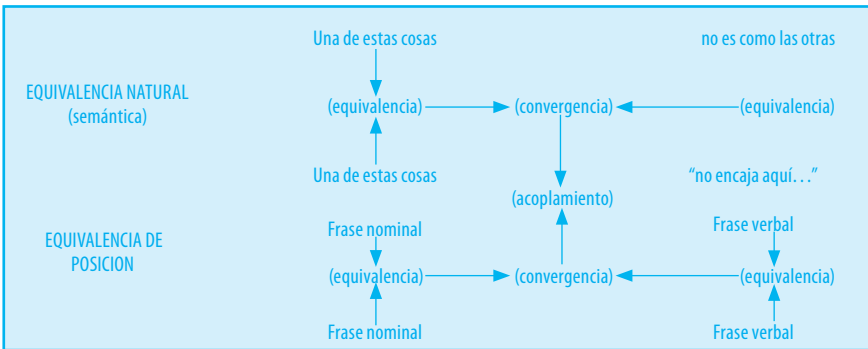 Una de estas cosas no es como las otras
EQUIVALENCIA NATURAL
(semántica)
(equivalencia) (convergencia) (equivalencia)
Una de estas cosas "no encaja aquí…"
(acoplamiento)
Frase nominal Frase verbal
EQUIVALENCIA DE
POSICION
(equivalencia) (convergencia) (equivalencia)
Frase nominal Frase verbal